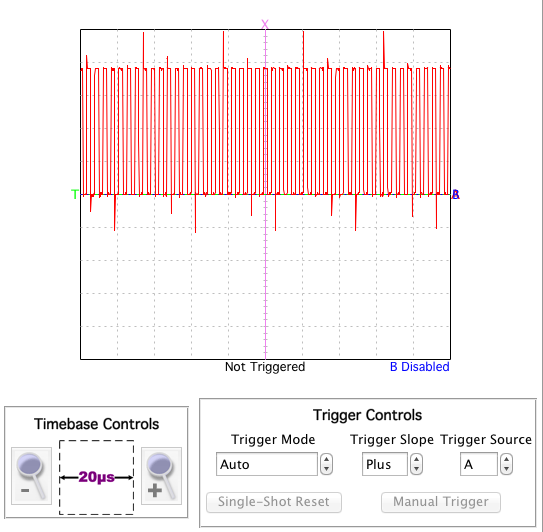 X
T
A
Not Triggered
B Disabled
Timebase Controls
20µs
Trigger Controls
Trigger Mode
Trigger Slope
Trigger Source
Auto
Plus
A
Single-Shot Reset
Manual Trigger